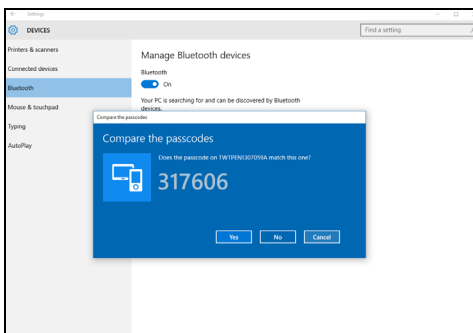 Settings
DEVICES
Find a setting
Printers & scanners
Connected devices
Bluetooth
Mouse & touchpad
Typing
AutoPlay
Manage Bluetooth devices
Bluetooth
On
Your PC is searching for and can be discovered by Bluetooth
devices.
Compare the passcodes
Compare the passcodes
Does the passcode on TWTPENI307D59A match this one?
317606
Yes
No
Cancel